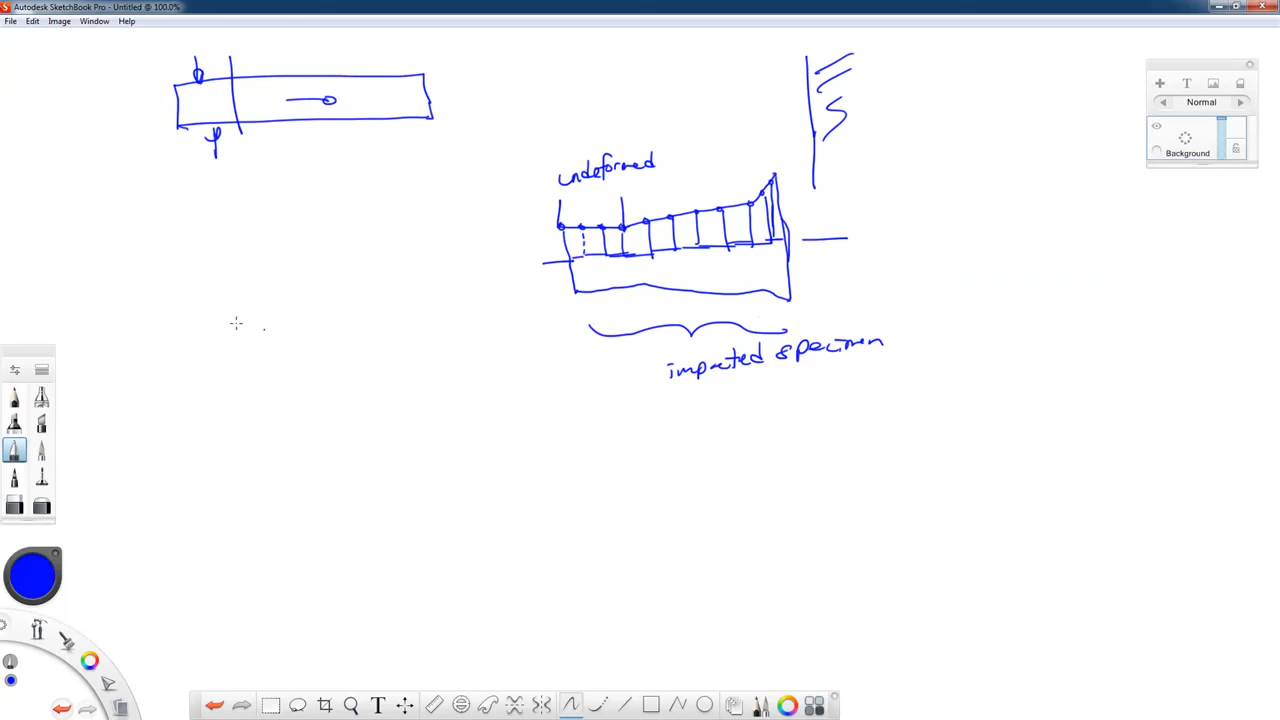 Autodesk SketchBook Pro - Untitled @ 100.0%
File Edit Image Window Help
Normal
Background
undeformed
impacted specimen
T
T